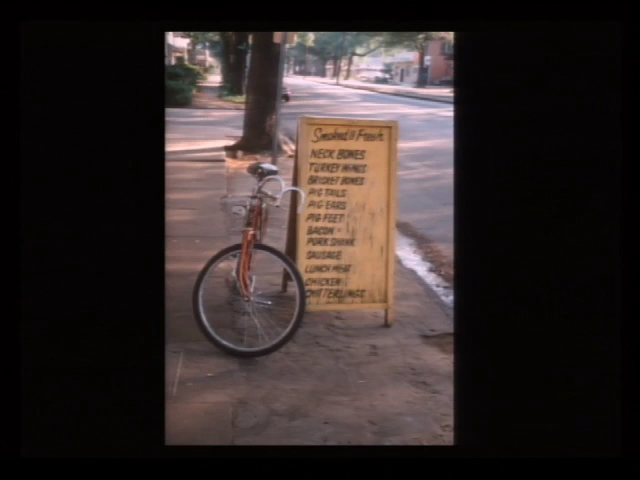 Smoked & Fresh
NECK BONES
TURKEY WINGS
BRISKET BONES
PIG TAILS
PIG EARS
PIG FEET
BACON
PORK SHANK
SAUSAGE
LUNCH MEAT
CHICKEN
CHITTERLINGS